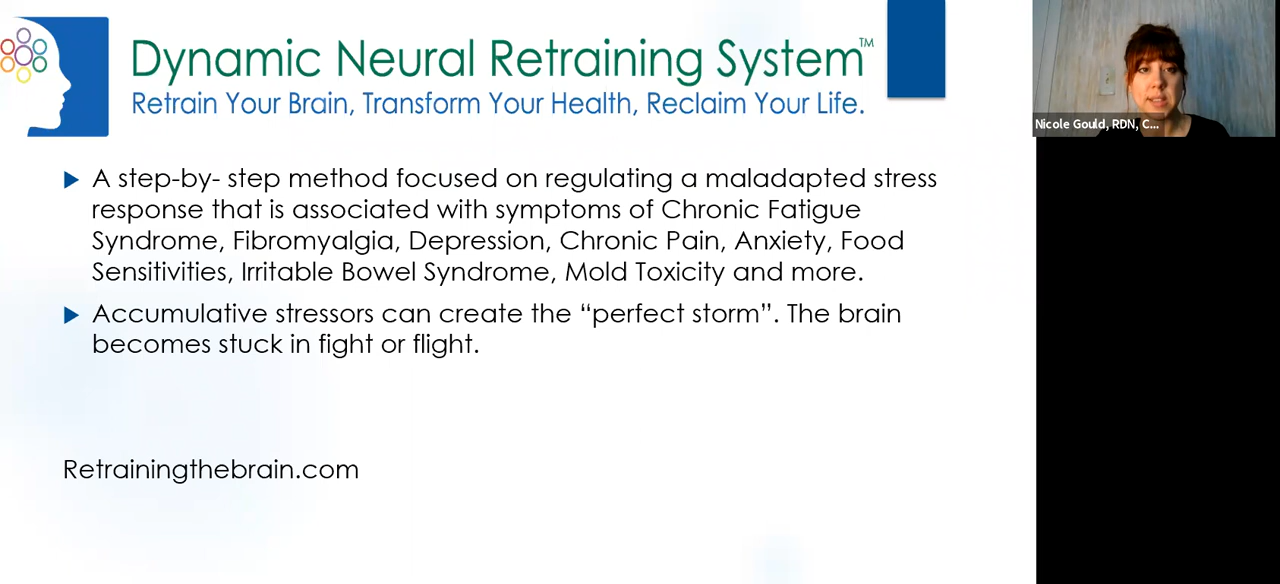 Dynamic Neural Retraining System™
Retrain Your Brain, Transform Your Health, Reclaim Your Life.
Nicole Gould, RDN, C...
▶ A step-by- step method focused on regulating a maladapted stress
response that is associated with symptoms of Chronic Fatigue
Syndrome, Fibromyalgia, Depression, Chronic Pain, Anxiety, Food
Sensitivities, Irritable Bowel Syndrome, Mold Toxicity and more.
▶ Accumulative stressors can create the “perfect storm”. The brain
becomes stuck in fight or flight.
Retrainingthebrain.com